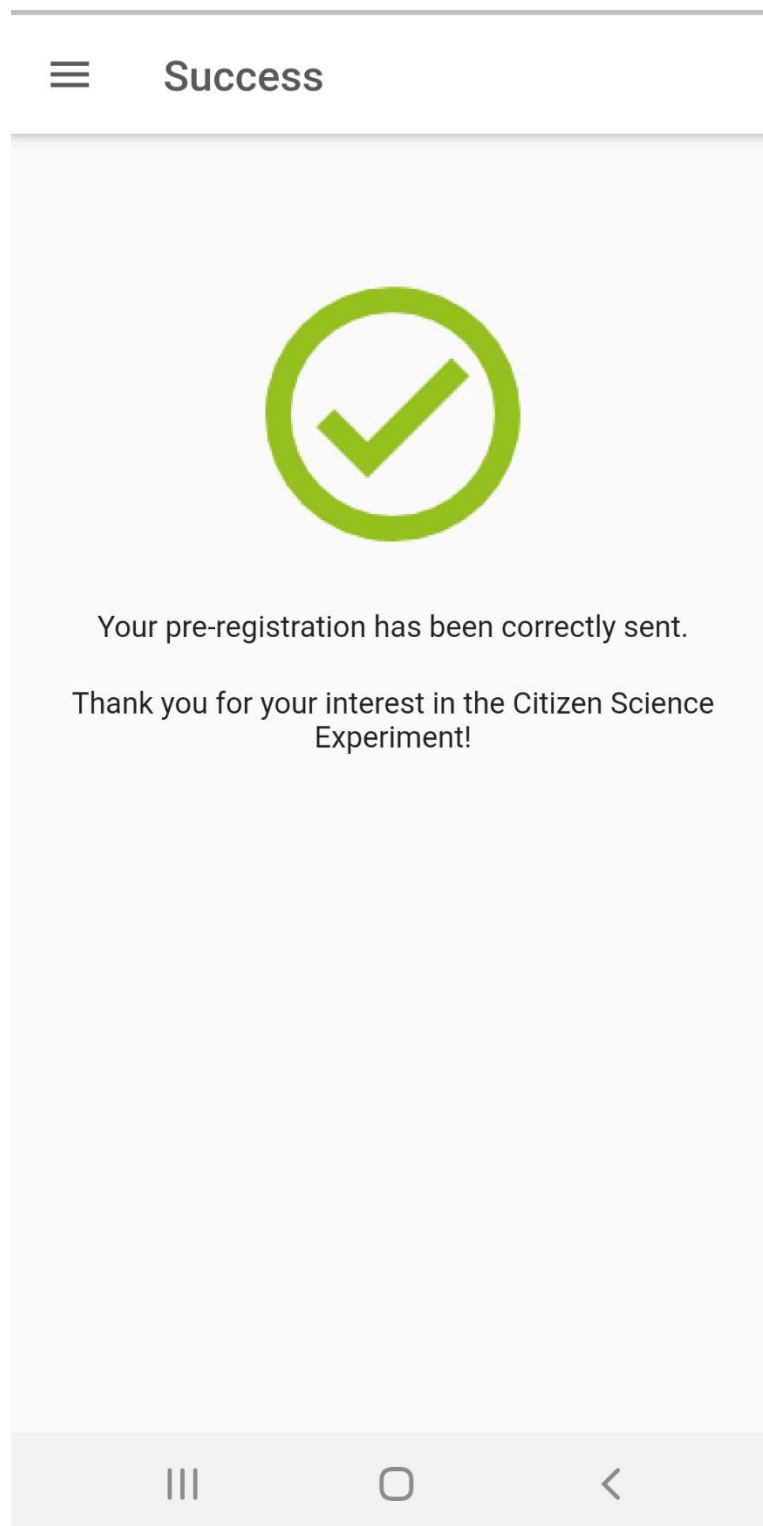 Success
Your pre-registration has been correctly sent.
Thank you for your interest in the Citizen Science
Experiment!